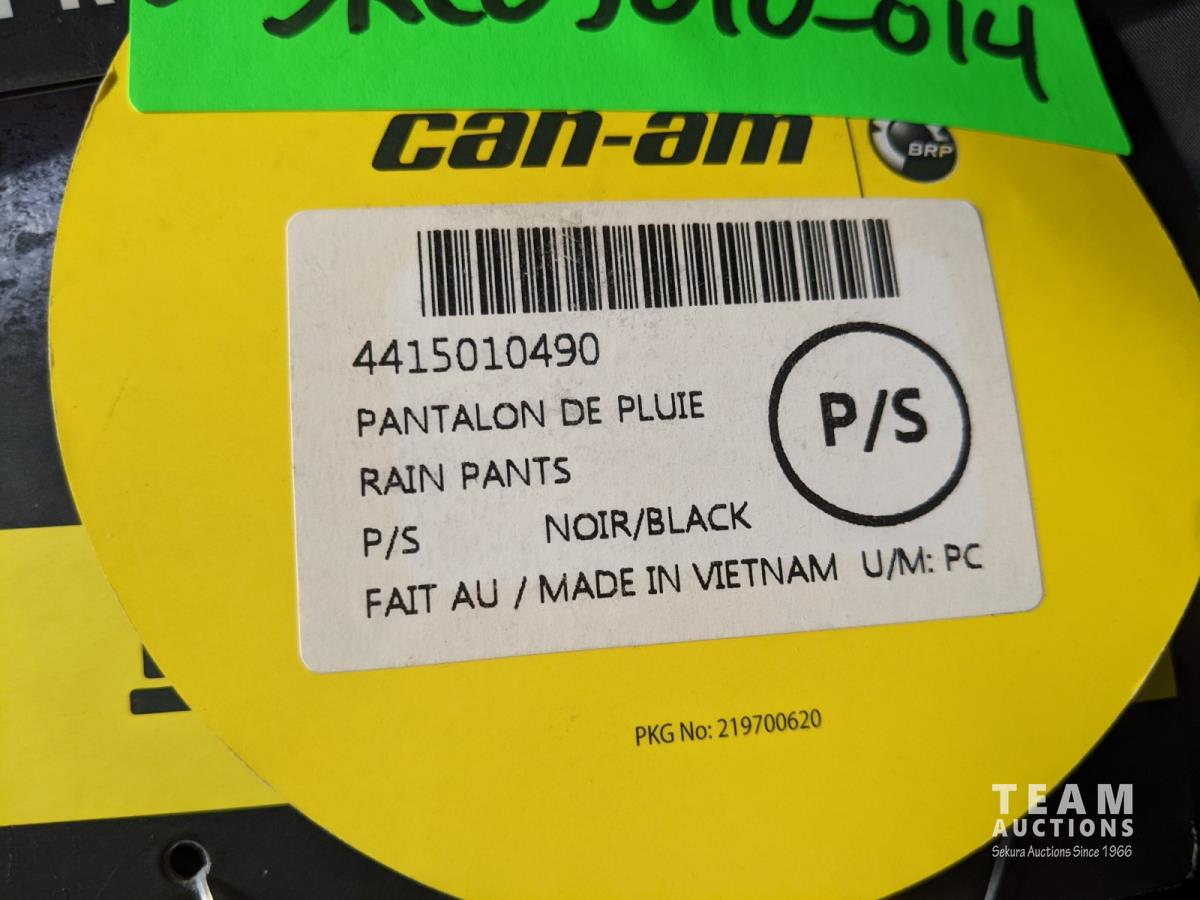 -014
can-am
BRP
4415010490
PANTALON DE PLUIE
RAIN PANTS
P/S
P/S NOIR/BLACK
FAIT AU / MADE IN VIETNAM U/M: PC
PKG No: 219700620
TEAM
AUCTIONS
Sekura Auctions Since 1966